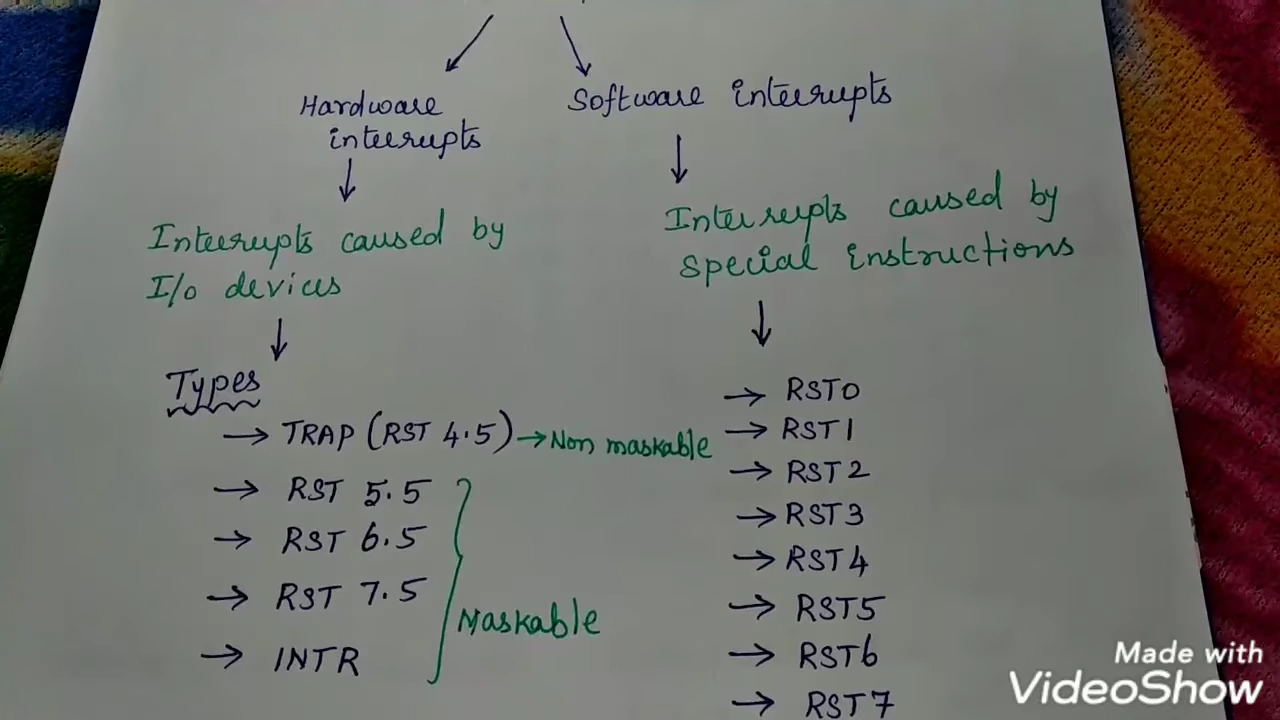 Hardware
interrupts
Software interrupts
Interrupts caused by
I/o devices
Interrupts caused by
special instructions
Types
→ TRAP (RST 4.5) → Non maskable
→ RST 5.5
→ RST 6.5
→ RST 7.5
→ INTR
Maskable
→ RST0
→ RST1
→ RST2
→ RST3
→ RST4
→ RST5
→ RST6
→ RST7
Made with
VideoShow